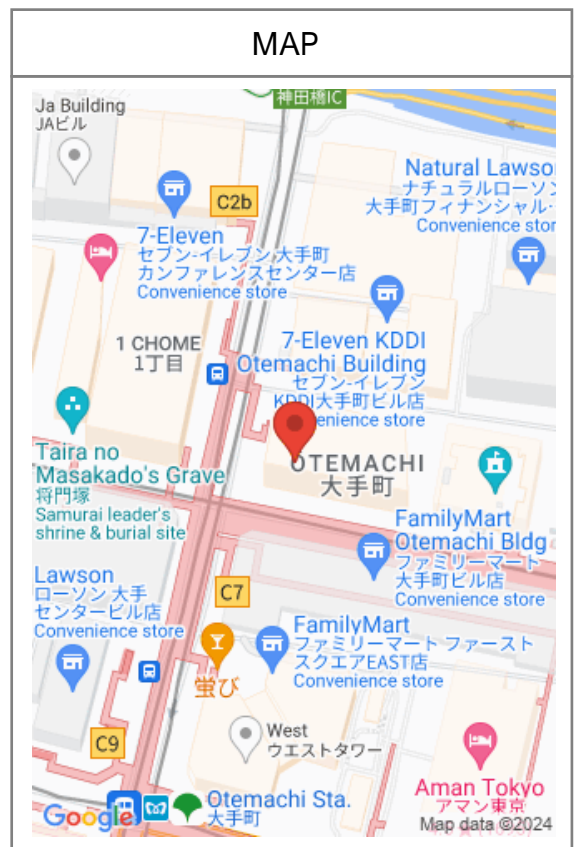 MAP
神田橋IC
Ja Building
JAビル
C2b
Natural Lawso
ナチュラルローソン
大手町フィナンシャル・
Convenience stor
7-Eleven
セブン-イレブン 大手町
カンファレンスセンター店
Convenience store
1 CHOME
1丁目
7-Eleven KDDI
Otemachi Building
セブン-イレブン
KDDI大手町ビル店
enience store
Taira no
Masakado's Grave
将門塚
Samurai leader's
shrine & burial site
OTEMACHI
大手町
FamilyMart
Otemachi Bldg
ファミリーマート
大手町ビル店
Convenience store
Lawson
ローソン 大手
センタービル店
Convenience store
C7
FamilyMart
ファミリーマート ファースト
スクエアEAST店
Convenience store
蛍び
C9
West
ウエストタワー
Aman Tokyo
アマン東京
Otemachi Sta.
大手町
Google
Map data ©2024